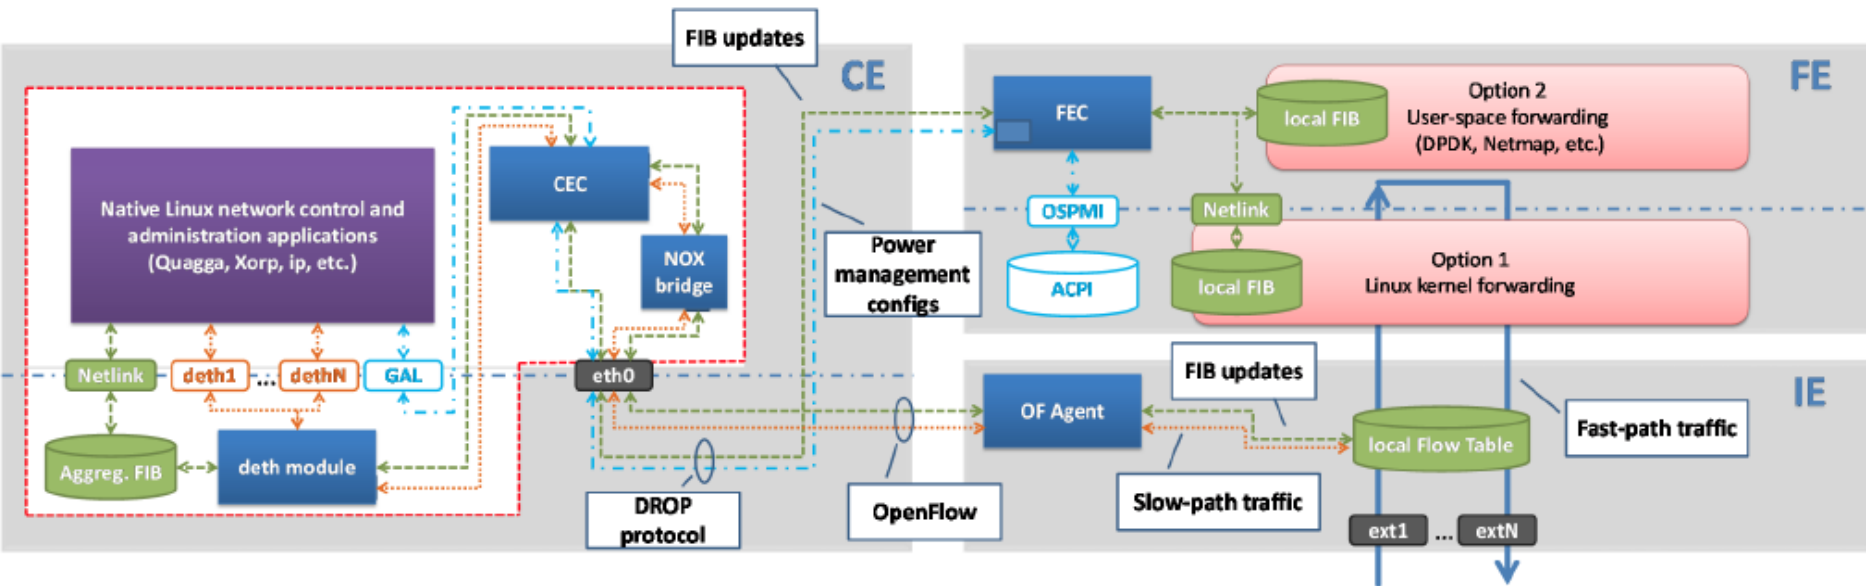 FIB updates
CE
Native Linux network control and
administration applications
(Quagga, Xorp, ip, etc.)
CEC
NOX
bridge
Netlink
deth1
...
dethN
GAL
eth0
Aggreg. FIB
deth module
DROP
protocol
Power
management
configs
OpenFlow
FE
FEC
local FIB
Option 2
User-space forwarding
(DPDK, Netmap, etc.)
OSPMI
Netlink
ACPI
local FIB
Option 1
Linux kernel forwarding
IE
FIB updates
OF Agent
local Flow Table
Fast-path traffic
Slow-path traffic
ext1
...
extN